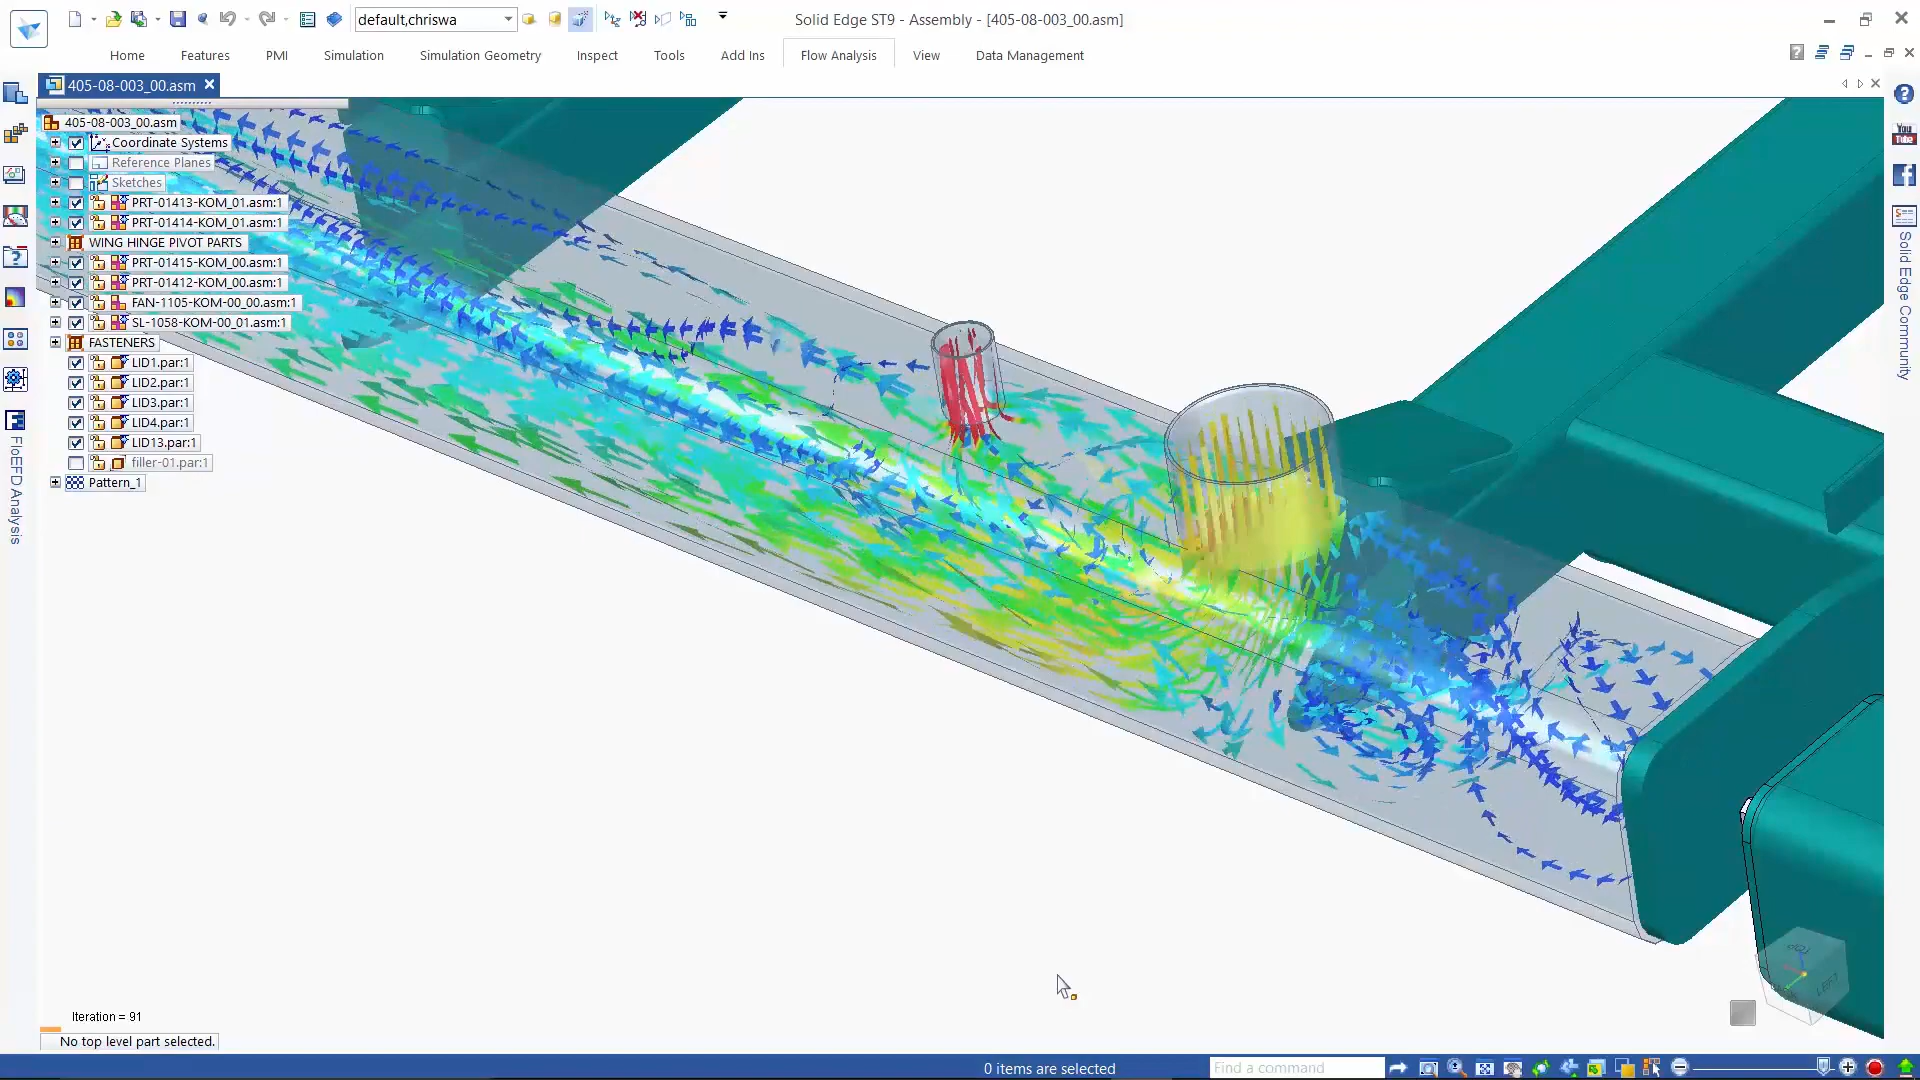 default,chriswa
Solid Edge ST9 - Assembly - [405-08-003_00.asm]
Home Features PMI Simulation Simulation Geometry Inspect Tools Add Ins Flow Analysis View Data Management
405-08-003_00.asm
405-08-003_00.asm
Coordinate Systems
Reference Planes
Sketches
PRT-01413-KOM_01.asm:1
PRT-01414-KOM_01.asm:1
WING HINGE PIVOT PARTS
PRT-01415-KOM_00.asm:1
PRT-01412-KOM_00.asm:1
FAN-1105-KOM-00_00.asm:1
SL-1058-KOM-00_01.asm:1
FASTENERS
LID1.par:1
LID2.par:1
LID3.par:1
LID4.par:1
LID13.par:1
filler-01.par:1
Pattern_1
FloEFD Analysis
You
Tube
Solid Edge Community
TOP
LEFT
Iteration = 91
No top level part selected.
0 items are selected
Find a command